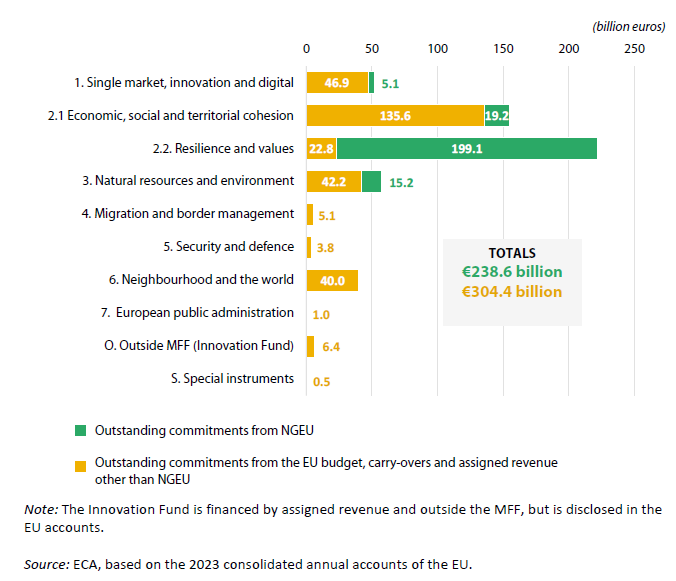 (billion euros)
0 50 100 150 200 250
1. Single market, innovation and digital 46.9 5.1
2.1 Economic, social and territorial cohesion 135.6 19.2
2.2. Resilience and values 22.8 199.1
3. Natural resources and environment 42.2 15.2
4. Migration and border management 5.1
5. Security and defence 3.8
6. Neighbourhood and the world 40.0
7. European public administration 1.0
O. Outside MFF (Innovation Fund) 6.4
S. Special instruments 0.5
TOTALS
€238.6 billion
€304.4 billion
Outstanding commitments from NGEU
Outstanding commitments from the EU budget, carry-overs and assigned revenue
other than NGEU
Note: The Innovation Fund is financed by assigned revenue and outside the MFF, but is disclosed in the
EU accounts.
Source: ECA, based on the 2023 consolidated annual accounts of the EU.